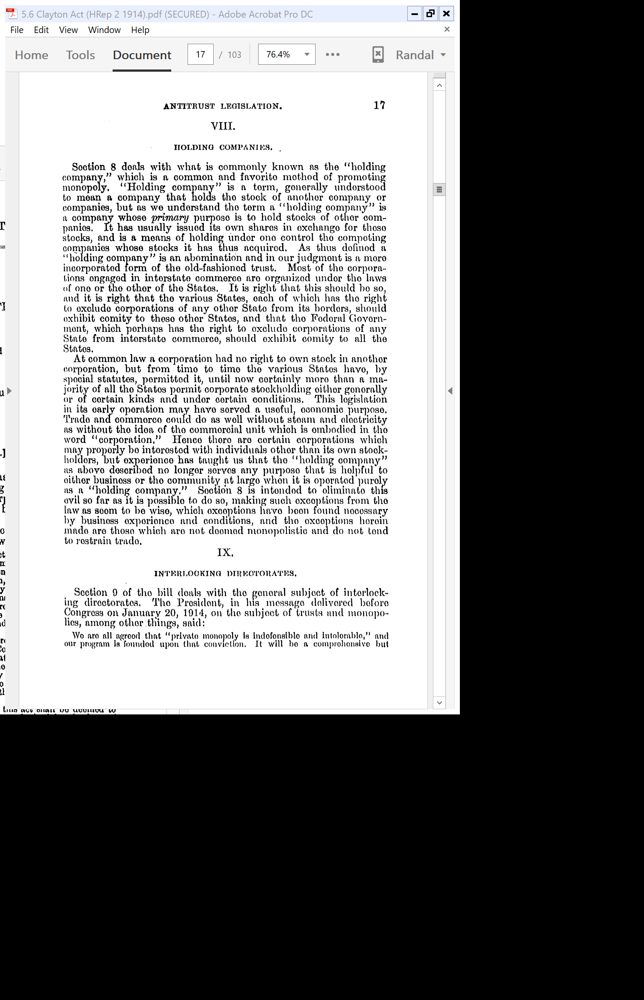 5.6 Clayton Act (HRep 2 1914).pdf (SECURED) - Adobe Acrobat Pro DC
File Edit View Window Help
Home Tools Document 17 / 103 76.4% Randal
ANTITRUST LEGISLATION. 17
VIII.
HOLDING COMPANIES.
Section 8 deals with what is commonly known as the "holding
company," which is a common and favorite method of promoting
monopoly. "Holding company" is a term, generally understood
to mean a company that holds the stock of another company or
companies, but as we understand the term a "holding company" is
a company whose primary purpose is to hold stocks of other com-
panies. It has usually issued its own shares in exchange for these
stocks, and is a means of holding under one control the competing
companies whose stocks it has thus acquired. As thus defined a
"holding company" is an abomination and in our judgment is a mere
incorporated form of the old-fashioned trust. Most of the corpora-
tions engaged in interstate commerce are organized under the laws
of one or the other of the States. It is right that this should be so,
and it is right that the various States, each of which has the right
to exclude corporations of any other State from its borders, should
exhibit comity to these other States, and that the Federal Govern-
ment, which perhaps has the right to exclude corporations of any
State from interstate commerce, should exhibit comity to all the
States.
At common law a corporation had no right to own stock in another
corporation, but from time to time the various States have, by
special statutes, permitted it, until now certainly more than a ma-
jority of all the States permit corporate stockholding either generally
or of certain kinds and under certain conditions. This legislation
in its early operation may have served a useful, economic purpose.
Trade and commerce could do as well without steam and electricity
as without the idea of the commercial unit which is embodied in the
word "corporation." Hence there are certain corporations which
may properly be interested with individuals other than its own stock-
holders, but experience has taught us that the "holding company"
as above described no longer serves any purpose that is helpful to
either business or the community at large when it is operated purely
as a "holding company." Section 8 is intended to eliminate this
evil so far as it is possible to do so, making such exceptions from the
law as seem to be wise, which exceptions have been found necessary
by business experience and conditions, and the exceptions herein
made are those which are not deemed monopolistic and do not tend
to restrain trade.
IX.
INTERLOCKING DIRECTORATES.
Section 9 of the bill deals with the general subject of interlock-
ing directorates. The President, in his message delivered before
Congress on January 20, 1914, on the subject of trusts and monopo-
lies, among other things, said:
We are all agreed that "private monopoly is indefensible and intolerable," and
our program is founded upon that conviction. It will be a comprehensive but
this act shall be deemed to